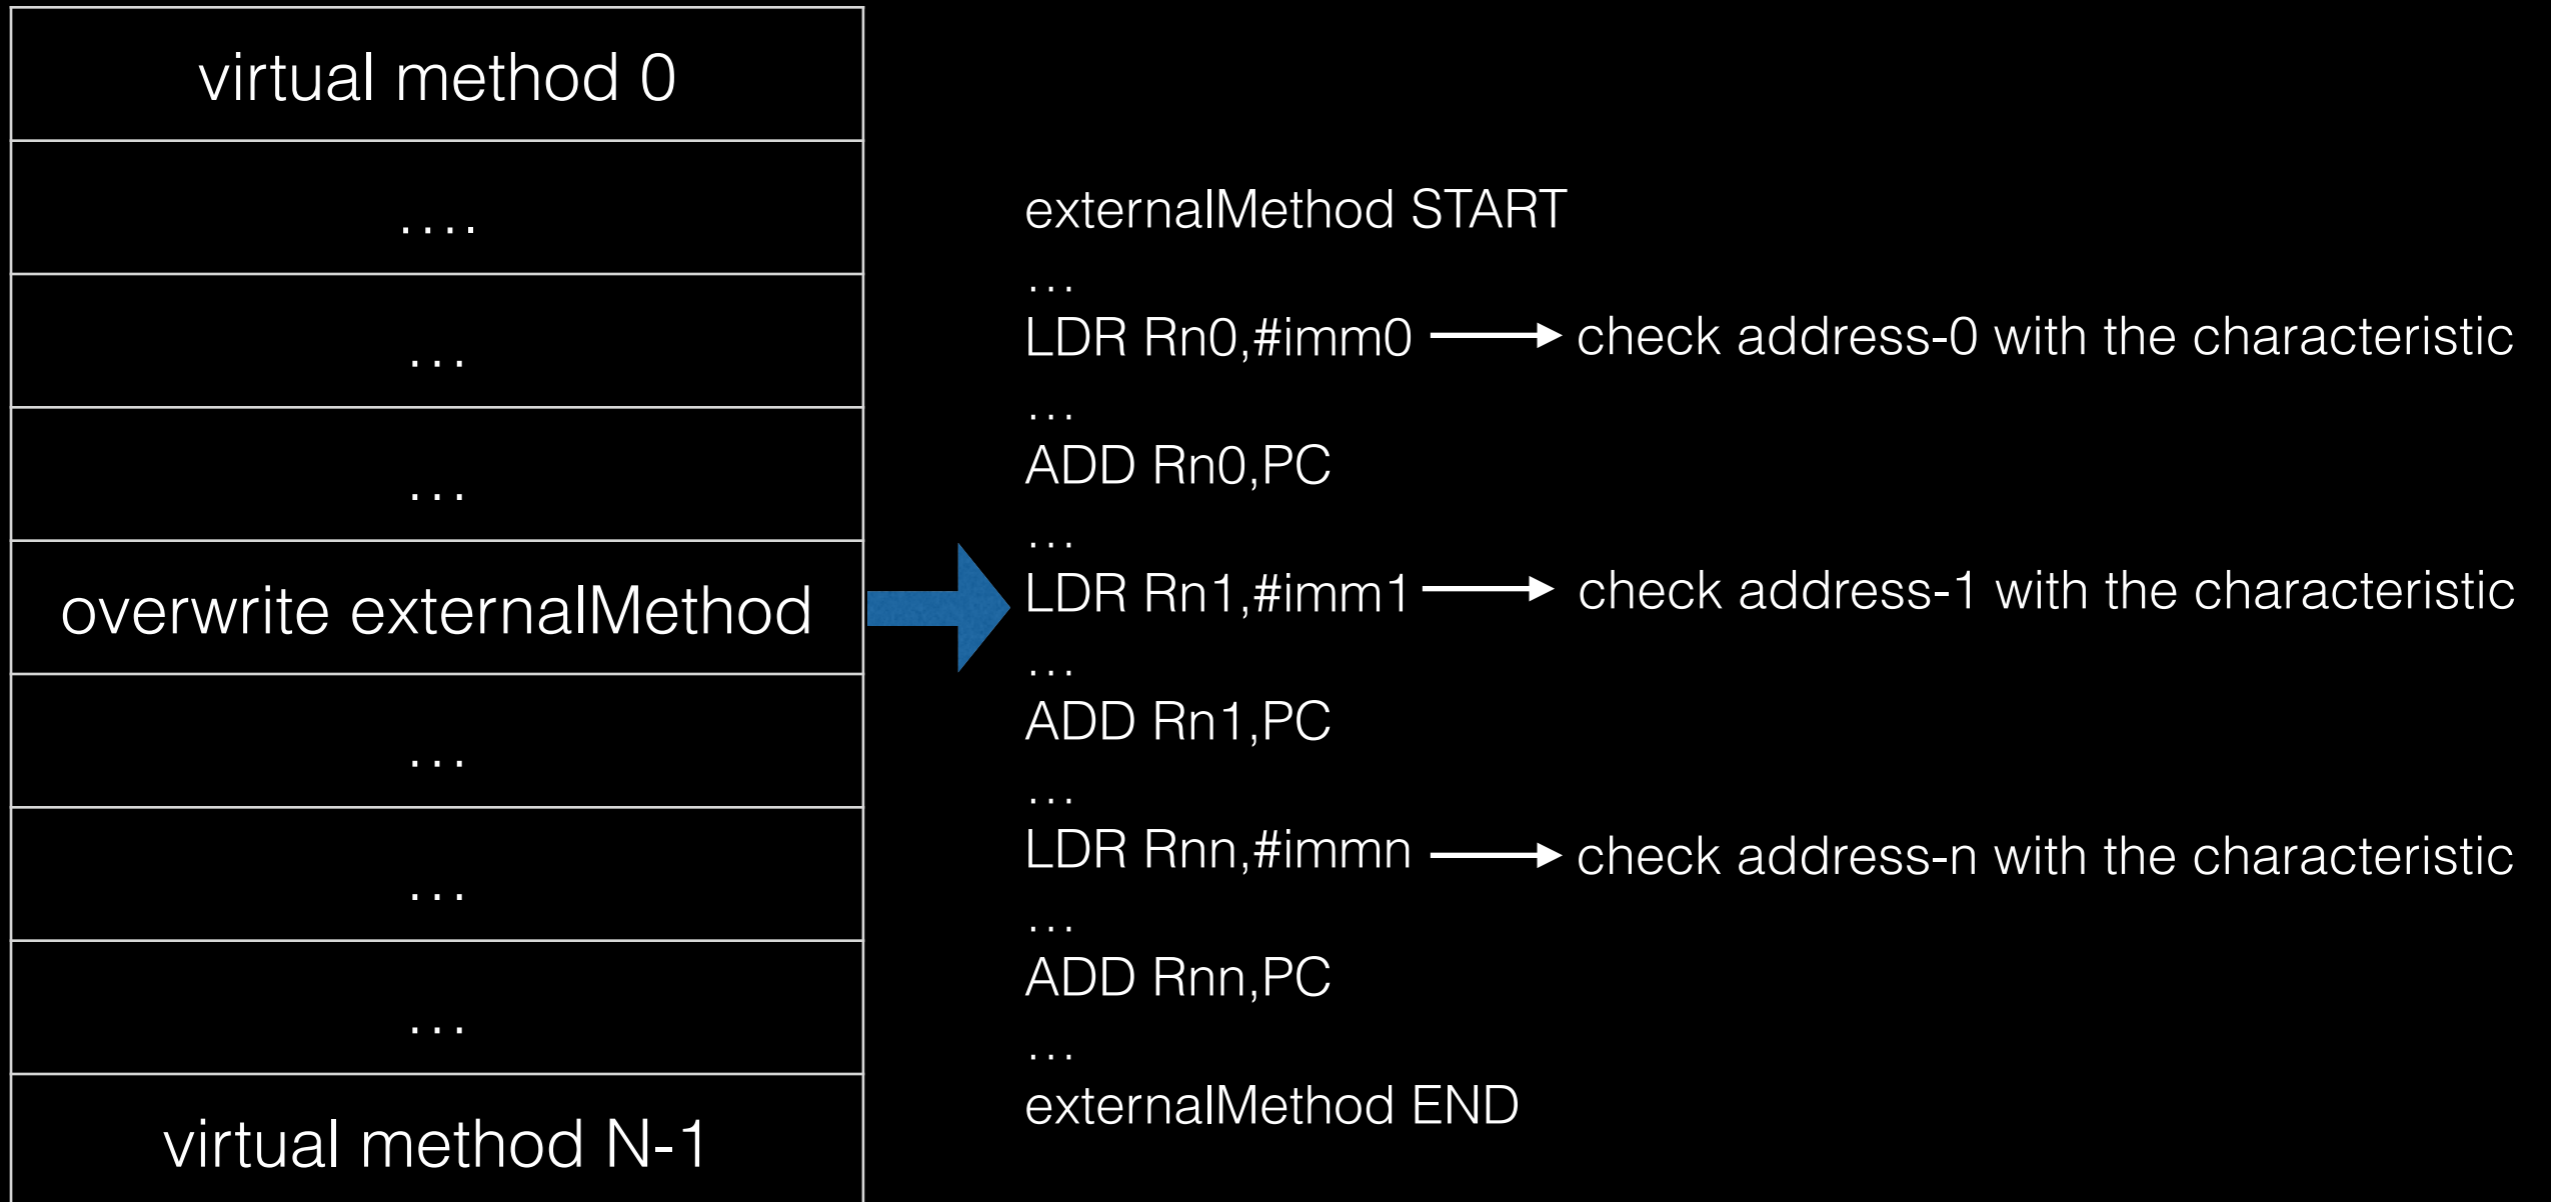 virtual method 0
....
...
...
overwrite externalMethod
...
...
...
virtual method N-1
externalMethod START
...
LDR Rn0,#imm0
check address-0 with the characteristic
...
ADD Rn0,PC
...
LDR Rn1,#imm1
check address-1 with the characteristic
...
ADD Rn1,PC
...
LDR Rnn,#immn
check address-n with the characteristic
...
ADD Rnn,PC
...
externalMethod END